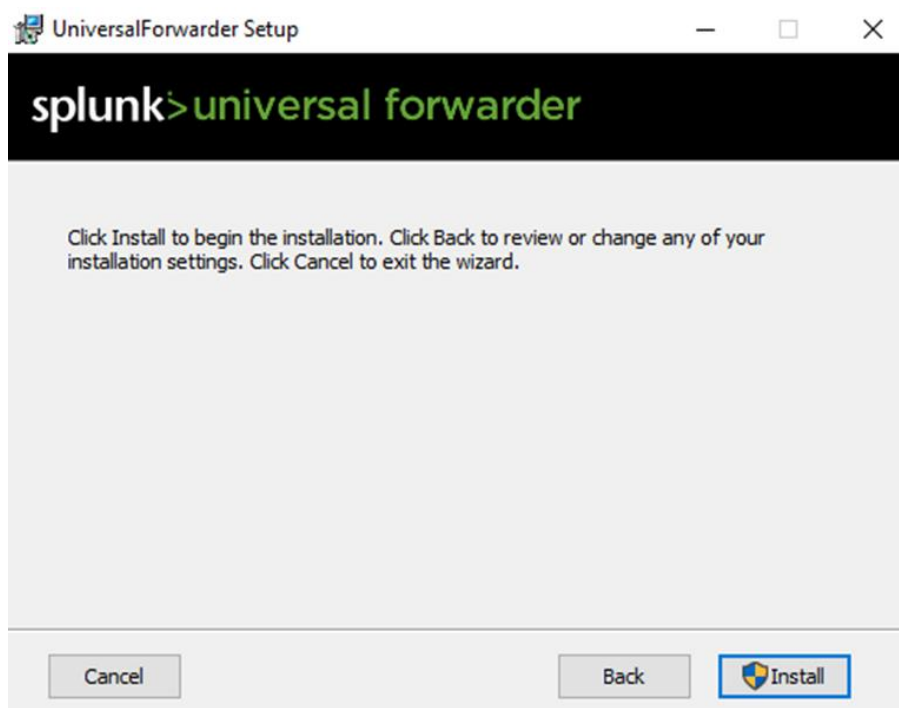 UniversalForwarder Setup
splunk>universal forwarder
Click Install to begin the installation. Click Back to review or change any of your
installation settings. Click Cancel to exit the wizard.
Cancel
Back
Install